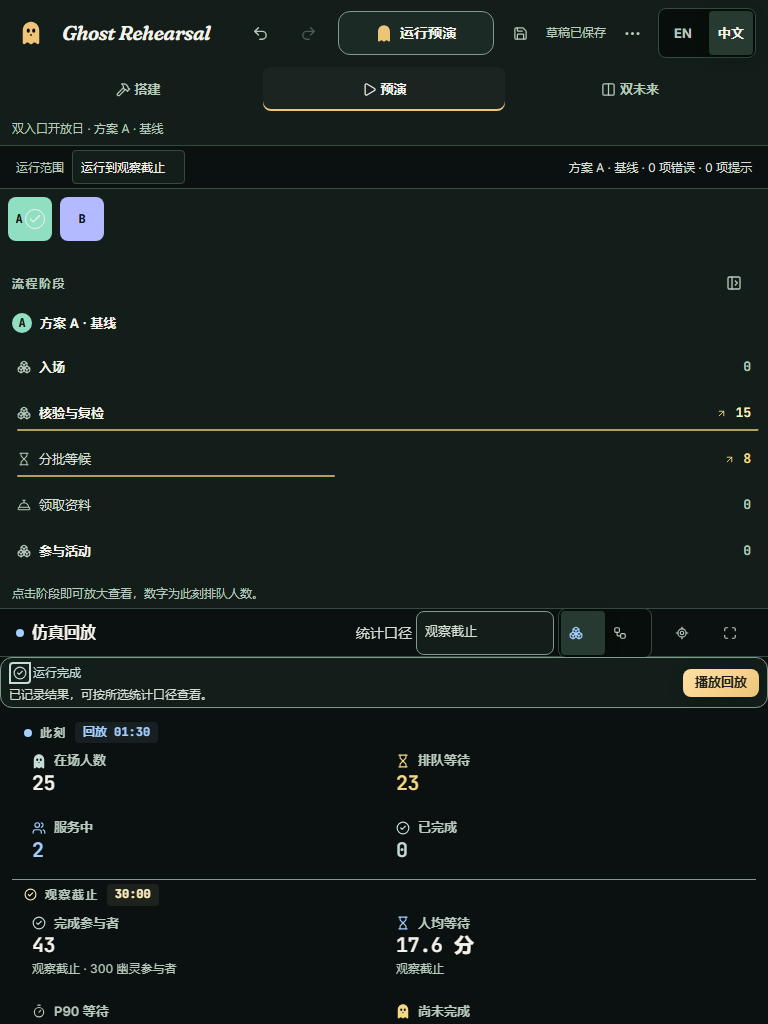 Ghost Rehearsal
运行预演
草稿已保存
EN
中文
搭建
预演
双未来
双入口开放日 · 方案 A · 基线
运行范围
运行到观察截止
方案 A · 基线 · 0 项错误 · 0 项提示
A
B
流程阶段
A 方案 A · 基线
入场 0
核验与复检 15
分批等候 8
领取资料 0
参与活动 0
点击阶段即可放大查看，数字为此刻排队人数。
仿真回放
统计口径
观察截止
运行完成
已记录结果，可按所选统计口径查看。
播放回放
此刻 回放 01:30
在场人数
25
排队等待
23
服务中
2
已完成
0
观察截止 30:00
完成参与者
43
观察截止 · 300 幽灵参与者
人均等待
17.6 分
观察截止
P90 等待
尚未完成